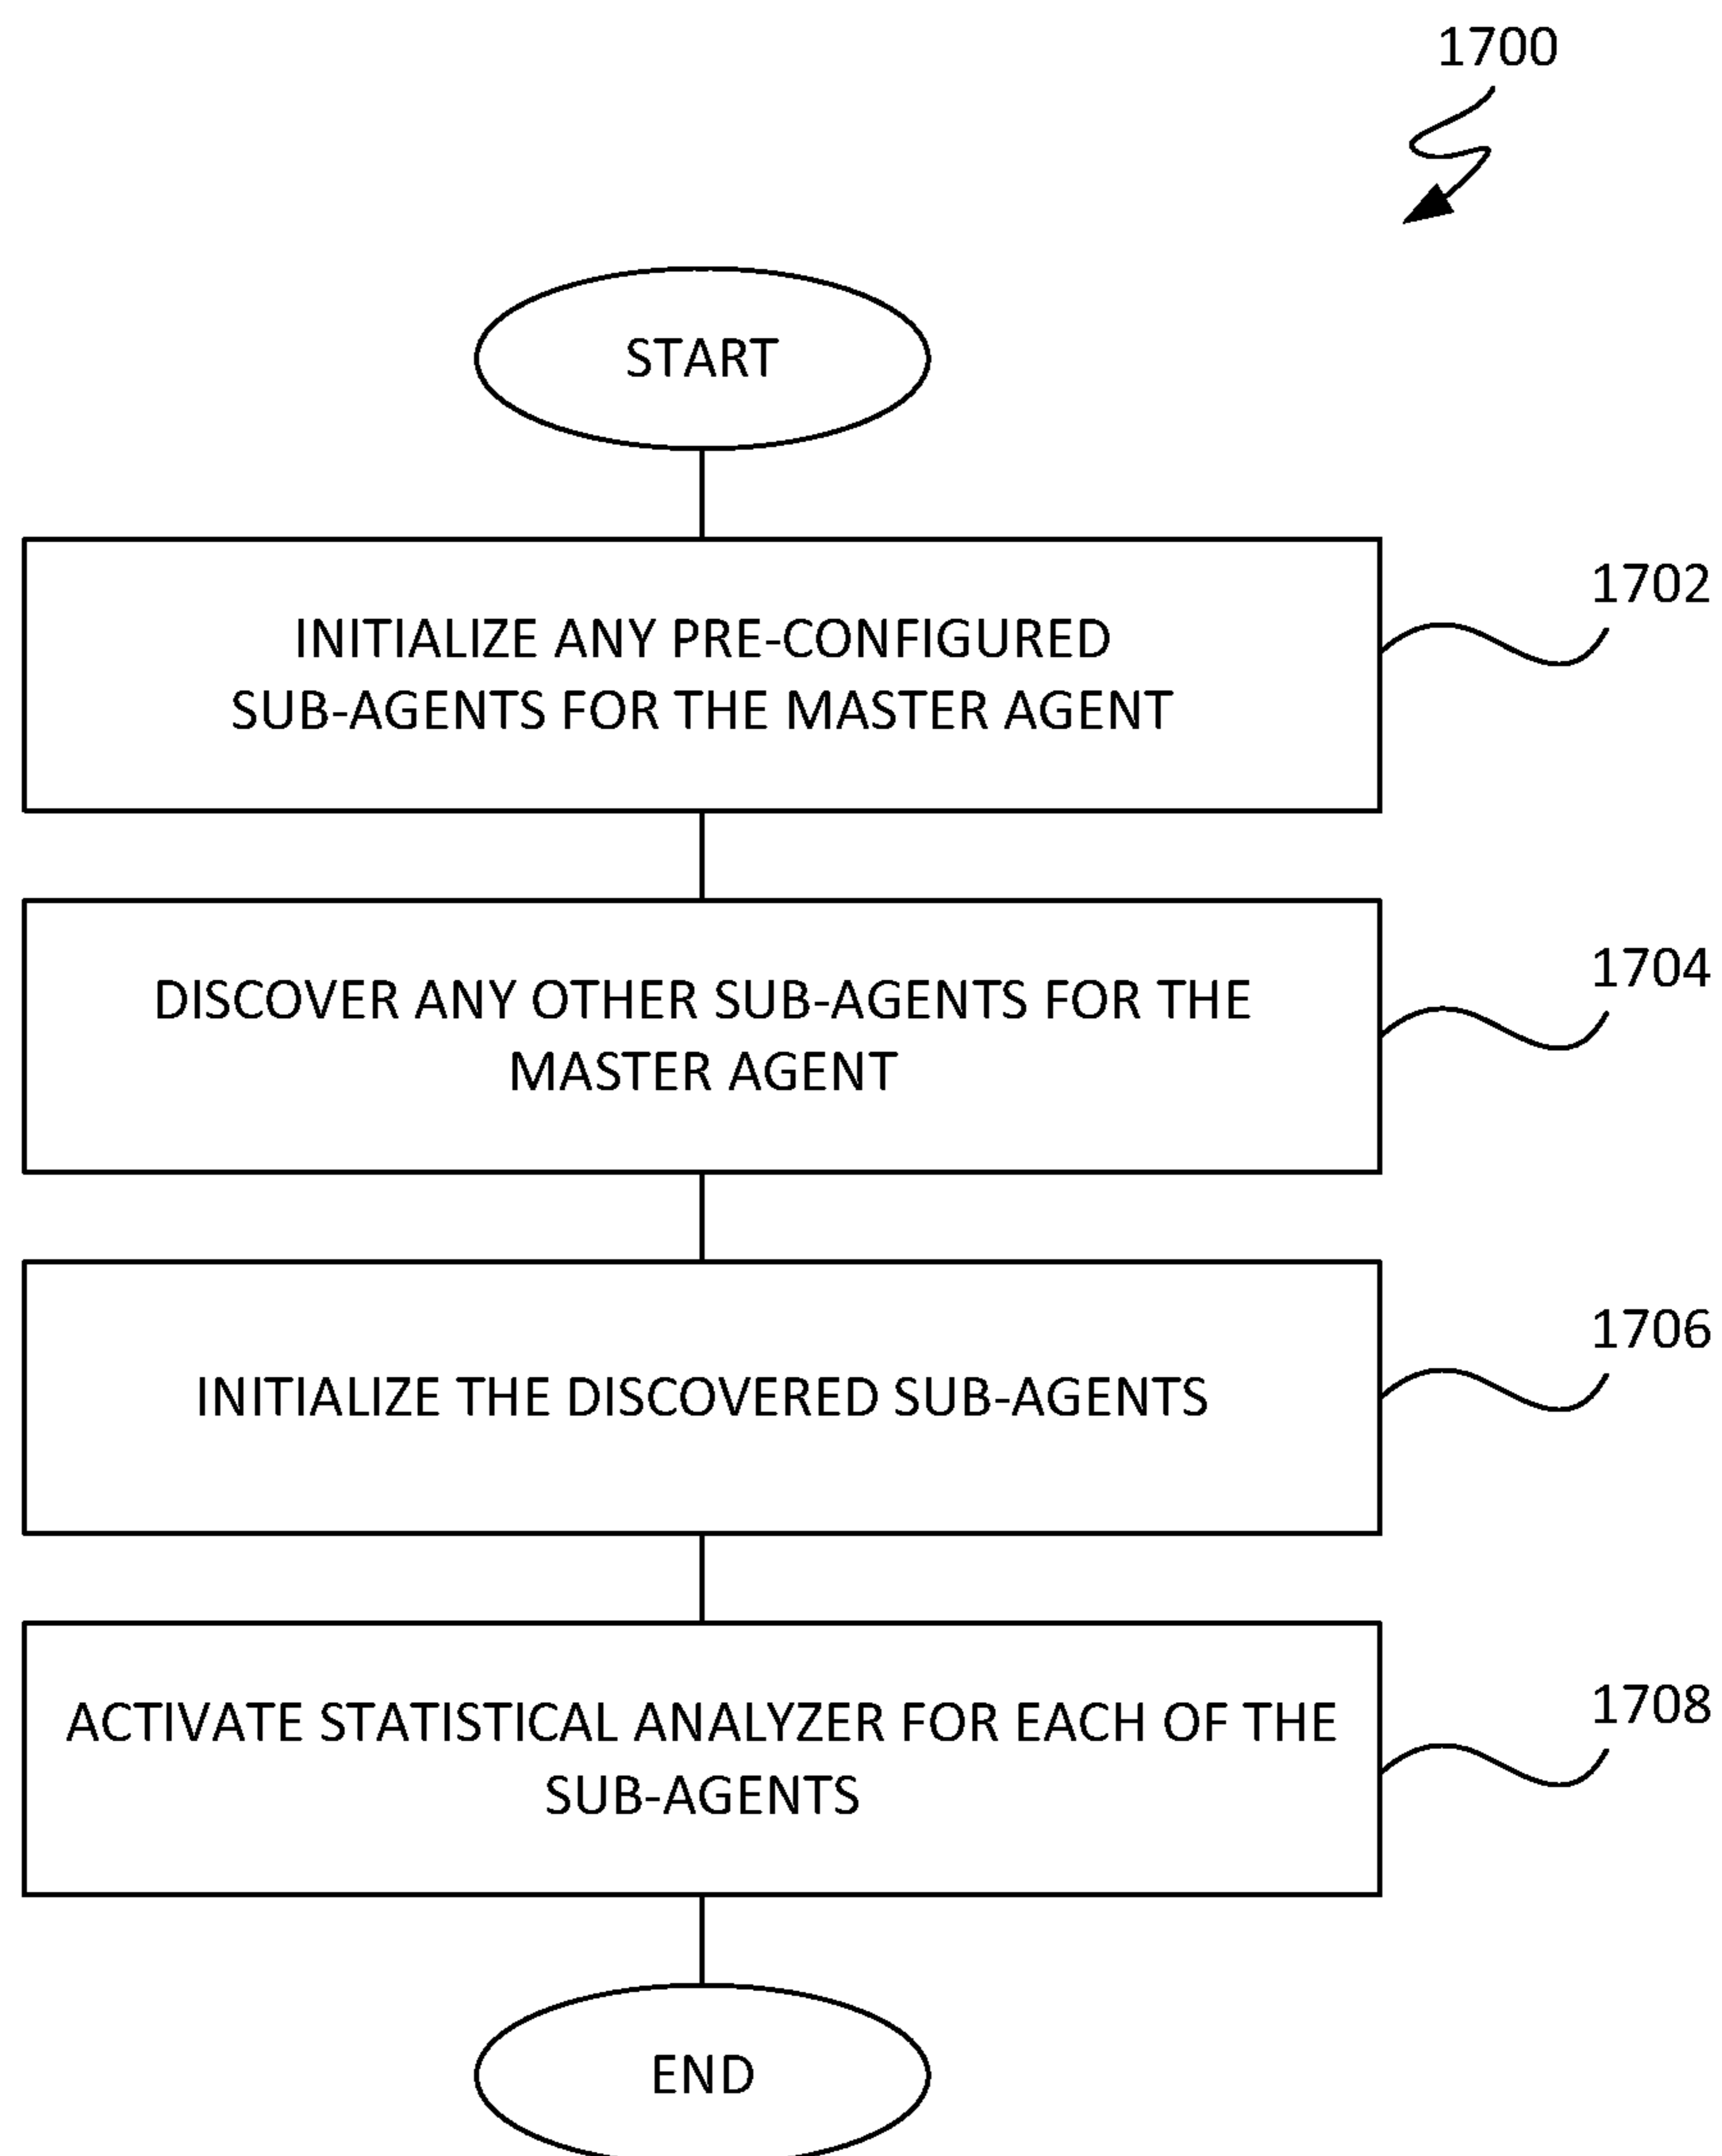 1700
START
INITIALIZE ANY PRE-CONFIGURED
SUB-AGENTS FOR THE MASTER AGENT
1702
DISCOVER ANY OTHER SUB-AGENTS FOR THE
MASTER AGENT
1704
INITIALIZE THE DISCOVERED SUB-AGENTS
1706
ACTIVATE STATISTICAL ANALYZER FOR EACH OF THE
SUB-AGENTS
1708
END